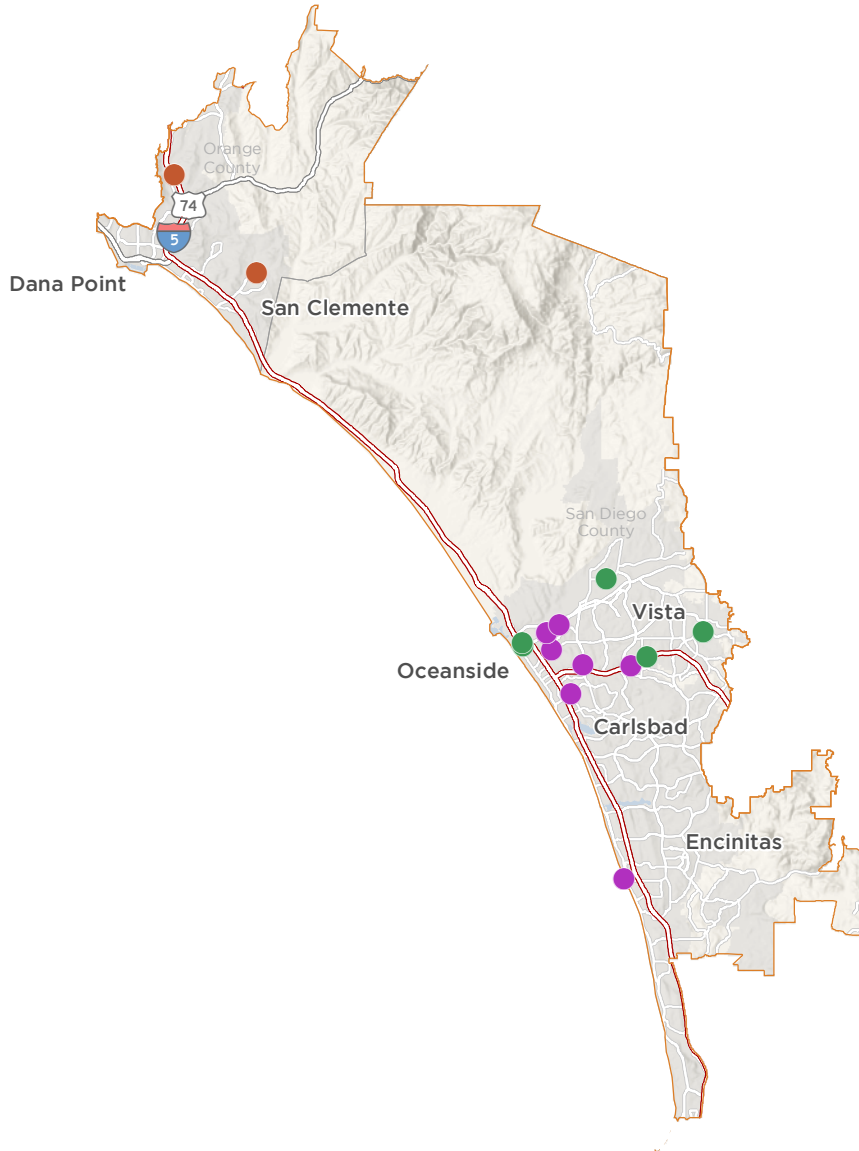 Orange
County
74
5
Dana Point
San Clemente
San Diego
County
Vista
Oceanside
Carlsbad
Encinitas